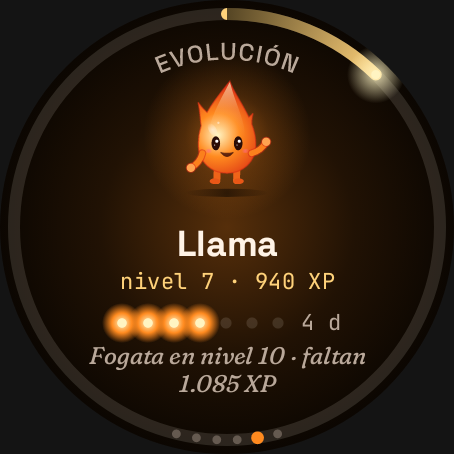 EVOLUCIÓN
Llama
nivel 7 · 940 XP
4 d
Fogata en nivel 10 · faltan
1.085 XP